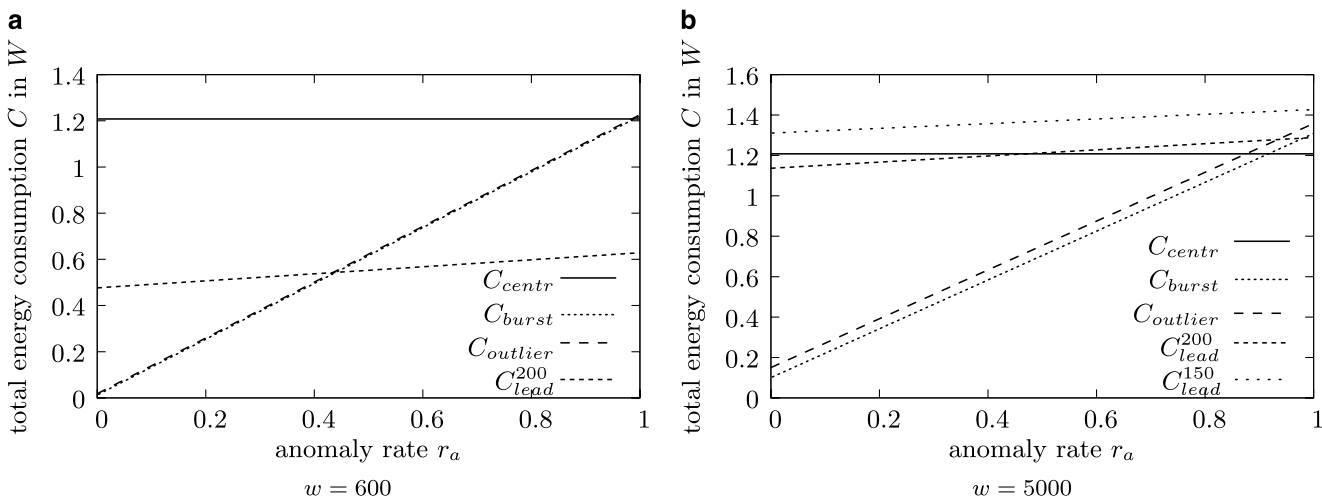 a
total energy consumption C in W
1.4
1.2
1
0.8
0.6
0.4
0.2
0
0 0.2 0.4 0.6 0.8 1
anomaly rate r_a
C_centr
C_burst
C_outlier
C^200_lead
w = 600
b
total energy consumption C in W
1.6
1.4
1.2
1
0.8
0.6
0.4
0.2
0
0 0.2 0.4 0.6 0.8 1
anomaly rate r_a
C_centr
C_burst
C_outlier
C^200_lead
C^150_lead
w = 5000